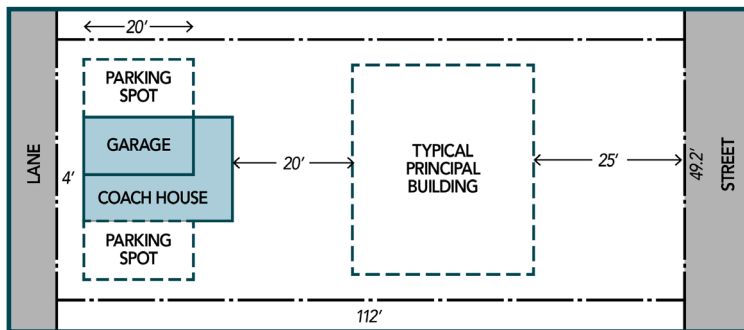 20'
PARKING
SPOT
GARAGE
LANE
4'
COACH HOUSE
20'
TYPICAL
PRINCIPAL
BUILDING
25'
49.2'
STREET
PARKING
SPOT
112'